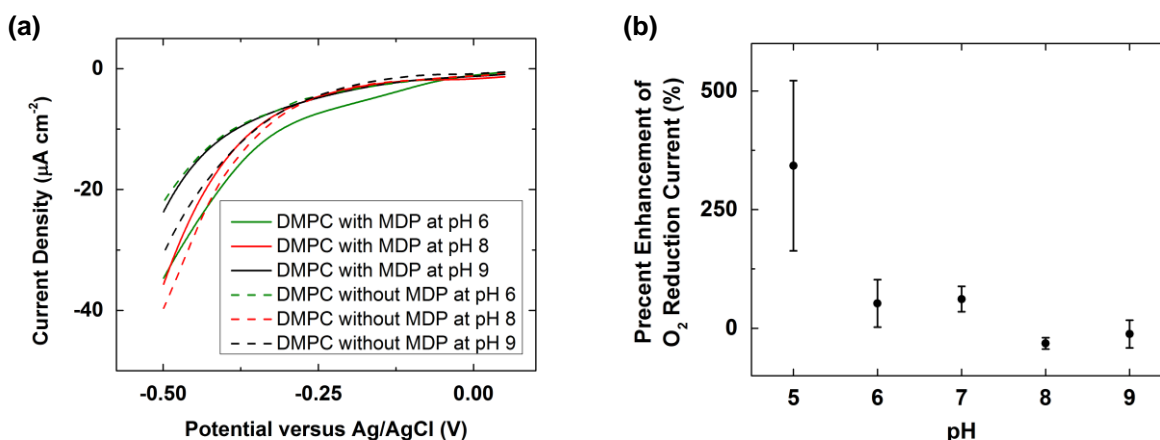 (a)
0
-20
-40
Current Density (µA cm⁻²)
DMPC with MDP at pH 6
DMPC with MDP at pH 8
DMPC with MDP at pH 9
DMPC without MDP at pH 6
DMPC without MDP at pH 8
DMPC without MDP at pH 9
-0.50 -0.25 0.00
Potential versus Ag/AgCl (V)
(b)
Precent Enhancement of
O₂ Reduction Current (%)
500
250
0
5 6 7 8 9
pH